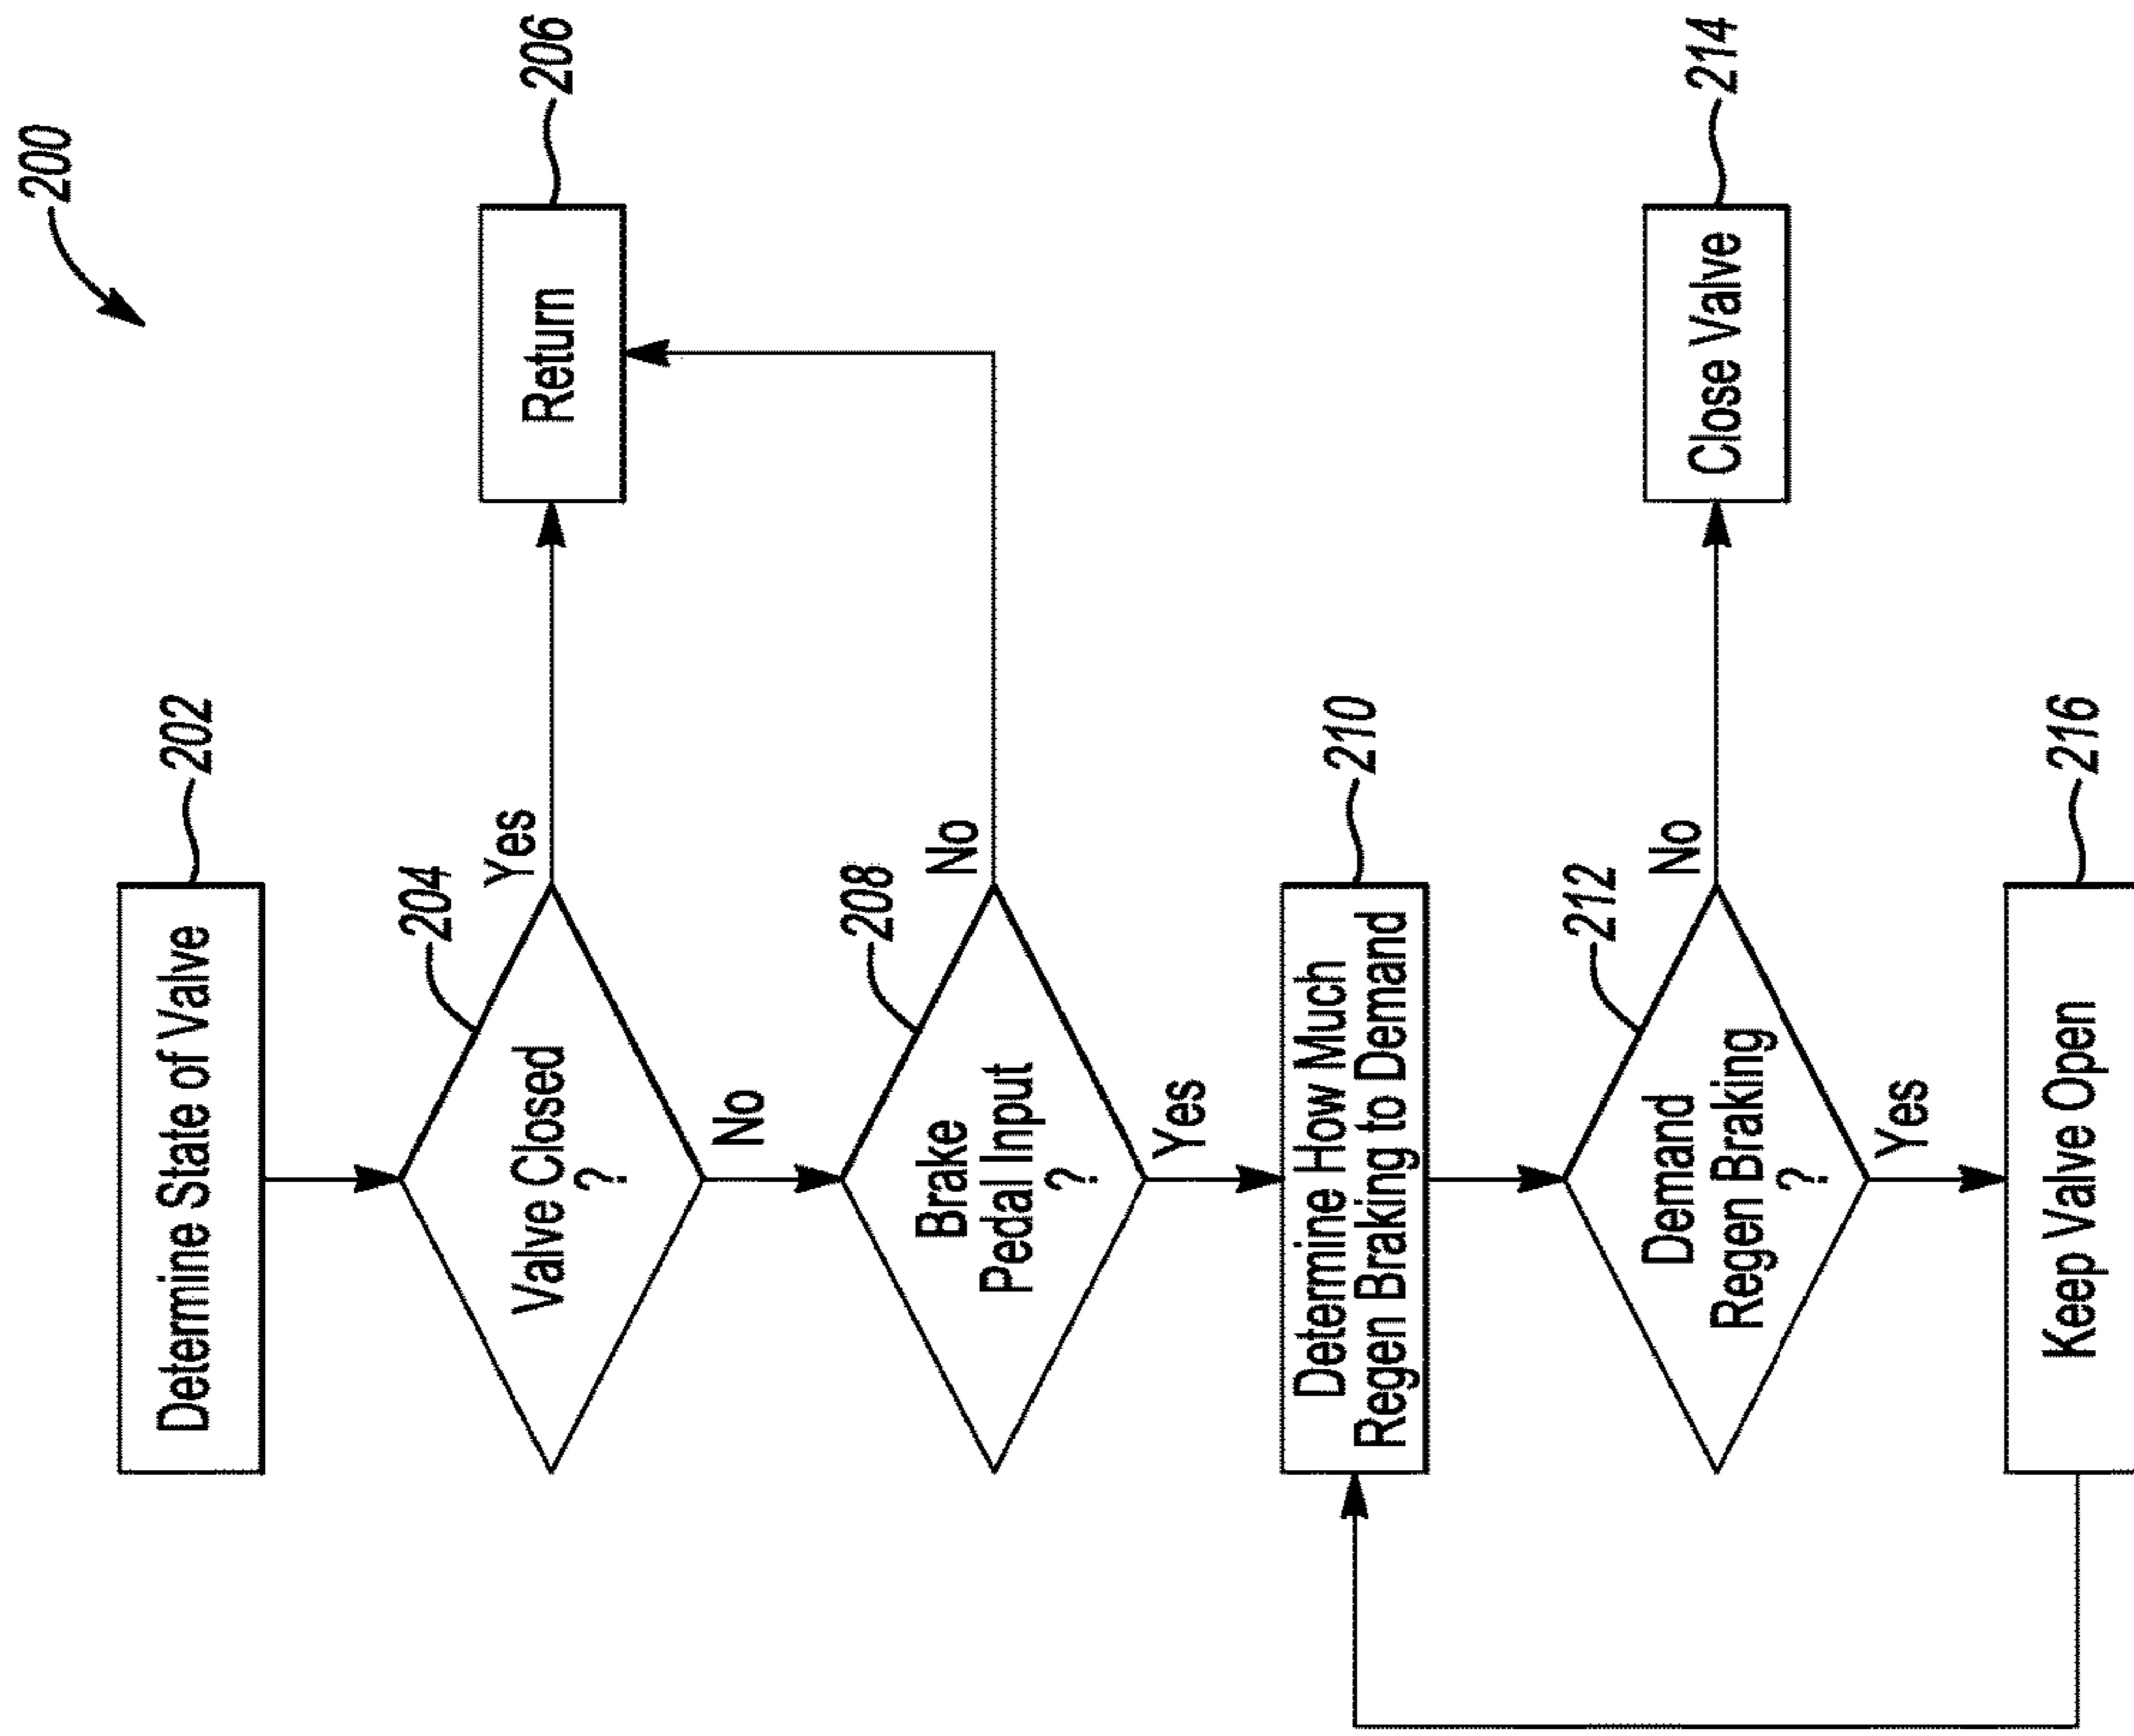 200
Determine State of Valve
202
204
Valve Closed
?
Yes
Return
206
No
208
Brake
Pedal Input
?
No
Yes
Determine How Much
Regen Braking to Demand
210
212
Demand
Regen Braking
?
No
Close Valve
214
Yes
Keep Valve Open
216